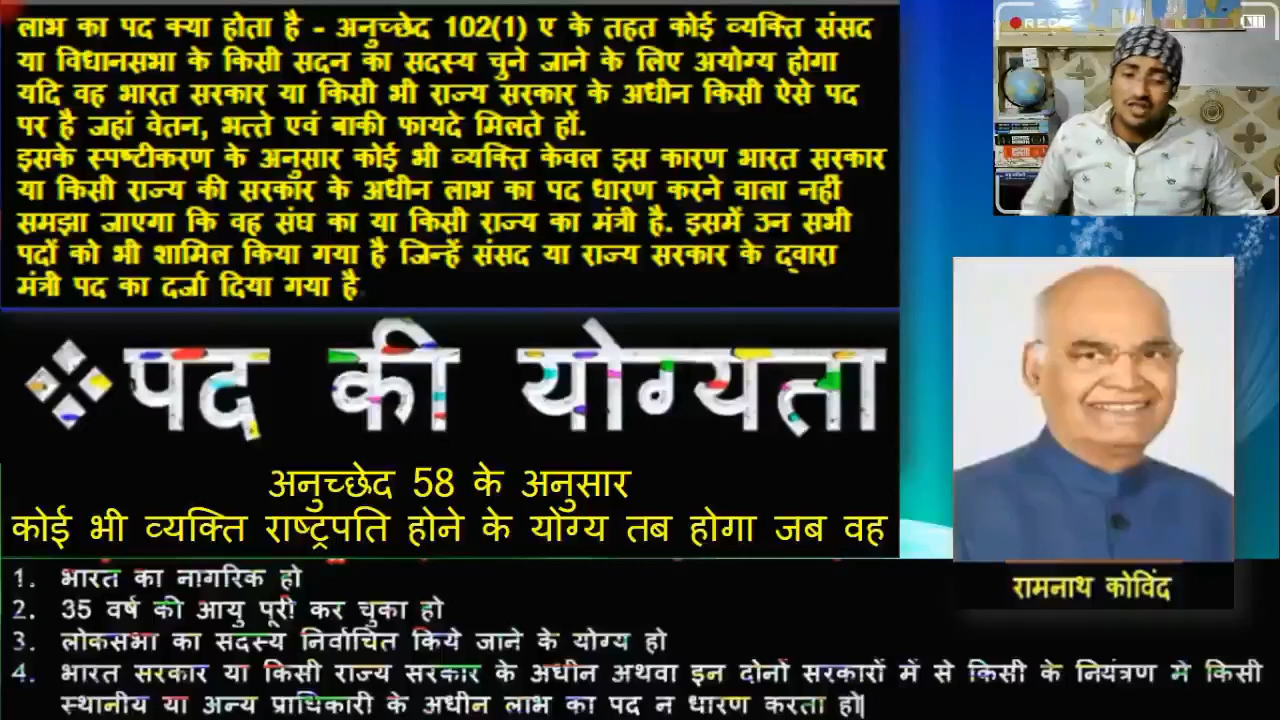 लाभ का पद क्या होता है - अनुच्छेद 102(1) ए के तहत कोई व्यक्ति संसद
या विधानसभा के किसी सदन का सदस्य चुने जाने के लिए अयोग्य होगा
यदि वह भारत सरकार या किसी भी राज्य सरकार के अधीन किसी ऐसे पद
पर है जहां वेतन, भत्ते एवं बाकी फायदे मिलते हों.
इसके स्पष्टीकरण के अनुसार कोई भी व्यक्ति केवल इस कारण भारत सरकार
या किसी राज्य की सरकार के अधीन लाभ का पद धारण करने वाला नहीं
समझा जाएगा कि वह संघ का या किसी राज्य का मंत्री है. इसमें उन सभी
पदों को भी शामिल किया गया है जिन्हें संसद या राज्य सरकार के द्वारा
मंत्री पद का दर्जा दिया गया है
❖पद की योग्यता
अनुच्छेद 58 के अनुसार
कोई भी व्यक्ति राष्ट्रपति होने के योग्य तब होगा जब वह
1. भारत का नागरिक हो
2. 35 वर्ष की आयु पूरी कर चुका हो
3. लोकसभा का सदस्य निर्वाचित किये जाने के योग्य हो
4. भारत सरकार या किसी राज्य सरकार के अधीन अथवा इन दोनों सरकारों में से किसी के नियंत्रण मे किसी
स्थानीय या अन्य प्राधिकारी के अधीन लाभ का पद न धारण करता हो
रामनाथ कोविंद